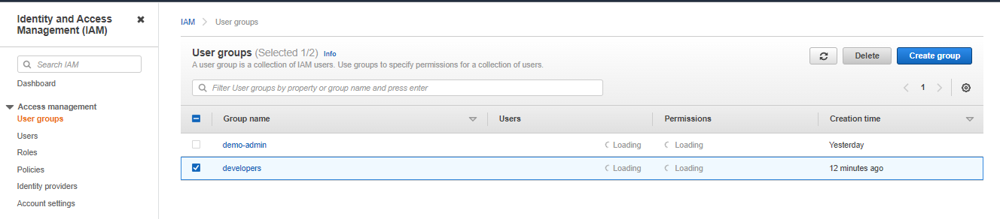 Identity and Access
Management (IAM)
Search IAM
Dashboard
Access management
User groups
Users
Roles
Policies
Identity providers
Account settings
IAM User groups
User groups (Selected 1/2) Info
A user group is a collection of IAM users. Use groups to specify permissions for a collection of users.
Delete Create group
Filter User groups by property or group name and press enter
1
Group name Users Permissions Creation time
demo-admin Loading Loading Yesterday
developers Loading Loading 12 minutes ago